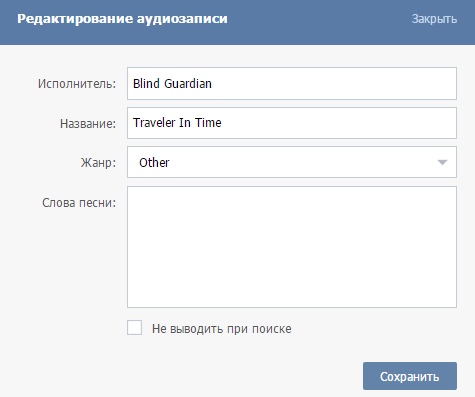 Редактирование аудиозаписи Закрыть
Исполнитель: Blind Guardian
Название: Traveler In Time
Жанр: Other
Слова песни:
Не выводить при поиске
Сохранить